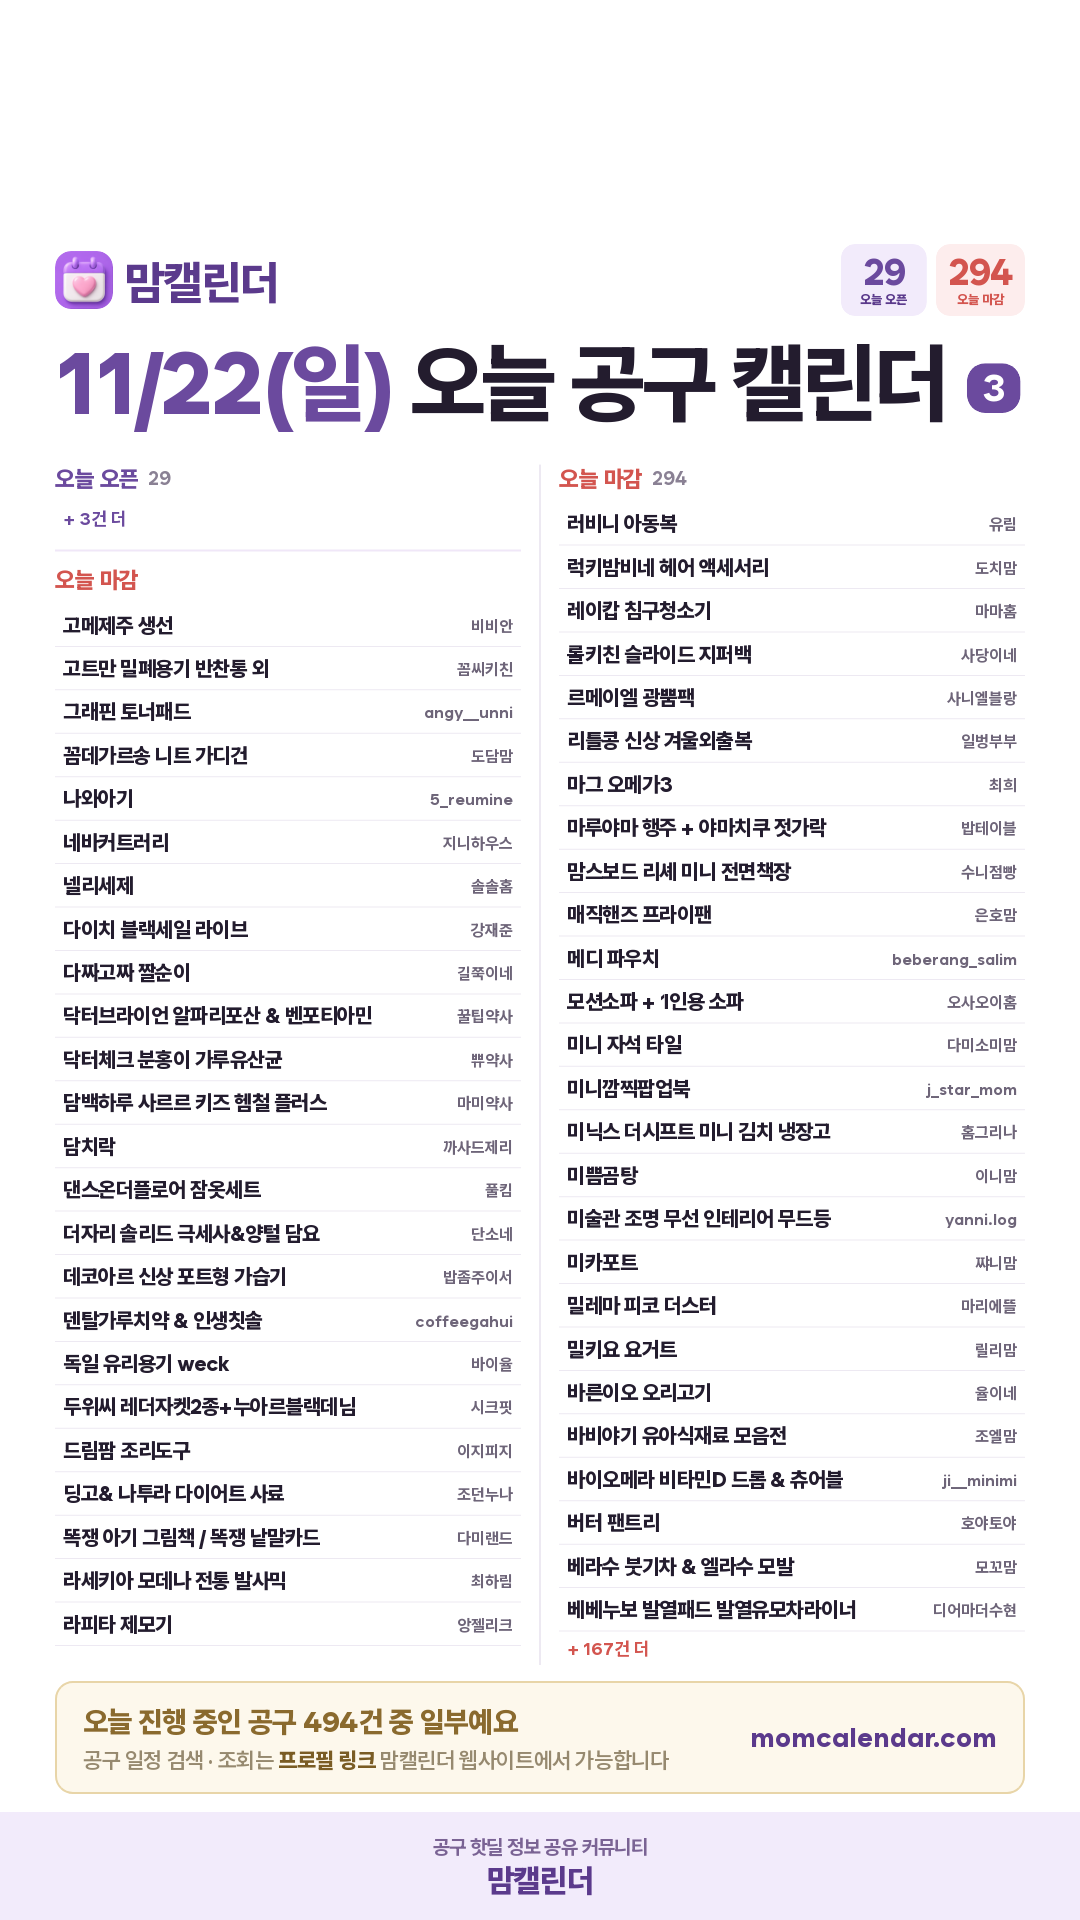 맘캘린더
29
오늘 오픈
294
오늘 마감
11/22(일) 오늘 공구 캘린더 3
오늘 오픈 29
+ 3건 더
오늘 마감
고메제주 생선 비비안
고트만 밀폐용기 반찬통 외 꼼씨키친
그래핀 토너패드 angy__unni
꼼데가르송 니트 가디건 도담맘
나와아기 5_reumine
네바커트러리 지니하우스
넬리세제 솔솔홈
다이치 블랙세일 라이브 강재준
다짜고짜 짤순이 길쭉이네
닥터브라이언 알파리포산 & 벤포티아민 꿀팁약사
닥터체크 분홍이 가루유산균 쀼약사
담백하루 사르르 키즈 헴철 플러스 마미약사
담치락 까사드제리
댄스온더플로어 잠옷세트 풀킴
더자리 솔리드 극세사&양털 담요 단소네
데코아르 신상 포트형 가습기 밥좀주이서
덴탈가루치약 & 인생칫솔 coffeegahui
독일 유리용기 weck 바이율
두위씨 레더자켓2종+누아르블랙데님 시크핏
드림팜 조리도구 이지피지
딩고& 나투라 다이어트 사료 조던누나
똑쟁 아기 그림책 / 똑쟁 낱말카드 다미랜드
라세키아 모데나 전통 발사믹 최하림
라피타 제모기 앙젤리크
오늘 마감 294
러비니 아동복 유림
럭키밤비네 헤어 액세서리 도치맘
레이캅 침구청소기 마마홈
롤키친 슬라이드 지퍼백 사당이네
르메이엘 광뿜팩 사니엘블랑
리틀콩 신상 겨울외출복 일벙부부
마그 오메가3 최희
마루야마 행주 + 야마치쿠 젓가락 밥테이블
맘스보드 리셰 미니 전면책장 수니점빵
매직핸즈 프라이팬 은호맘
메디 파우치 beberang_salim
모션소파 + 1인용 소파 오사오이홈
미니 자석 타일 다미소미맘
미니깜찍팝업북 j_star_mom
미닉스 더시프트 미니 김치 냉장고 홈그리나
미쁨곰탕 이니맘
미술관 조명 무선 인테리어 무드등 yanni.log
미카포트 쨔니맘
밀레마 피코 더스터 마리에뜰
밀키요 요거트 릴리맘
바른이오 오리고기 율이네
바비야기 유아식재료 모음전 조엘맘
바이오메라 비타민D 드롭 & 츄어블 ji__minimi
버터 팬트리 호야토야
베라수 붓기차 & 엘라수 모발 모꼬맘
베베누보 발열패드 발열유모차라이너 디어마더수현
+ 167건 더
오늘 진행 중인 공구 494건 중 일부예요
공구 일정 검색 · 조회는 프로필 링크 맘캘린더 웹사이트에서 가능합니다
momcalendar.com
공구 핫딜 정보 공유 커뮤니티
맘캘린더